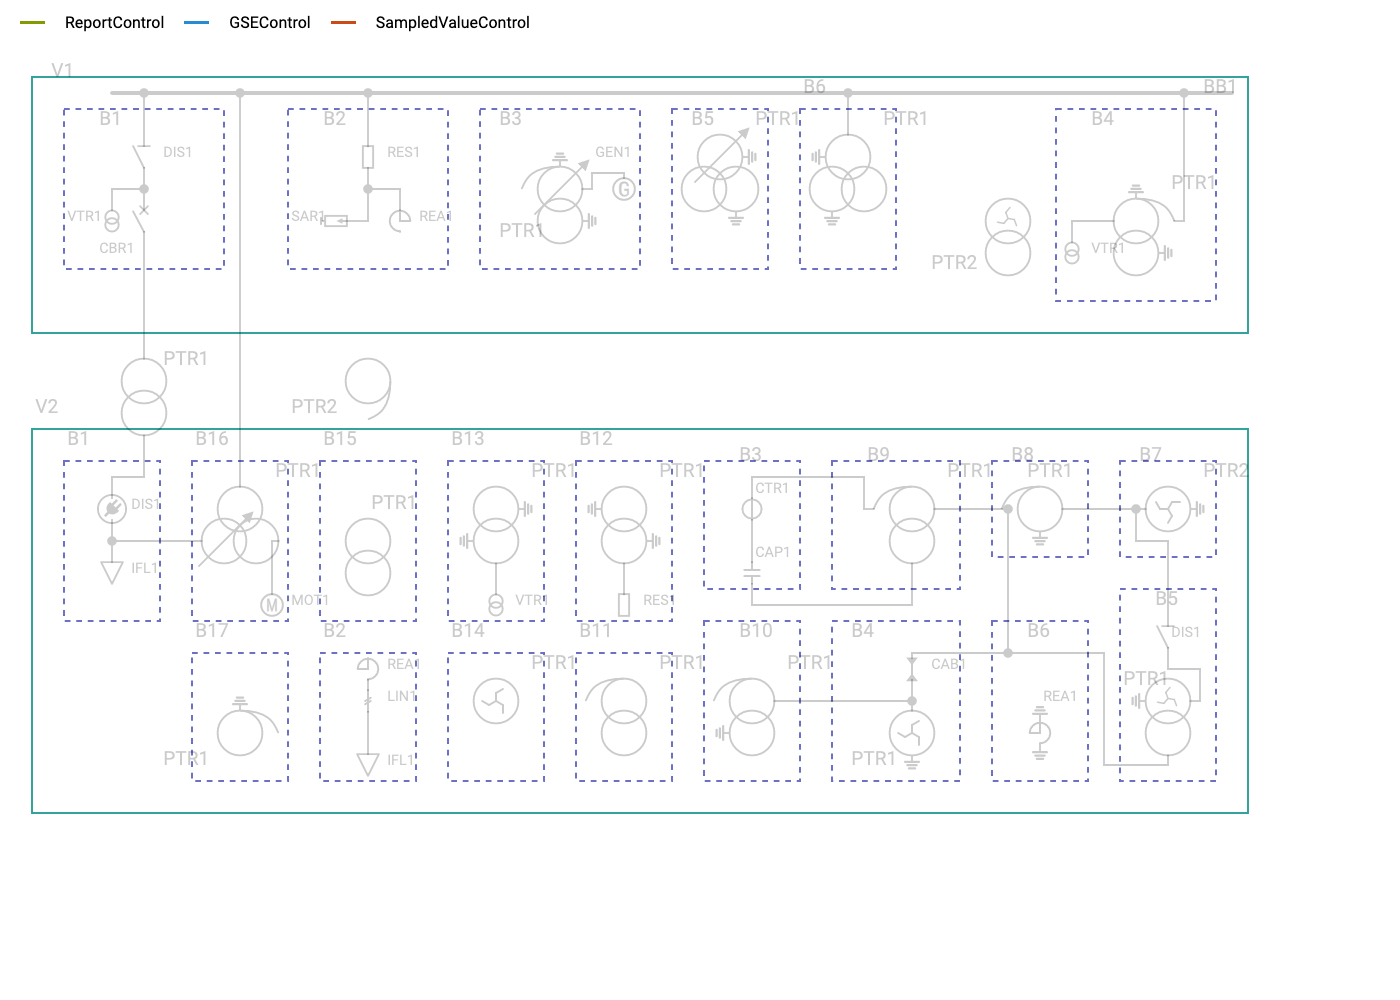 ReportControl GSEControl SampledValueControl
V1
B6 BB1
B1 B2 B3 B5 PTR1 PTR1 B4
DIS1 RES1 GEN1
PTR1
VTR1 SAR1 REA1
PTR1
CBR1 VTR1
PTR2
PTR1
V2 PTR2
B1 B16 B15 B13 B12
B3 B9 B8 B7
PTR1 PTR1 PTR1 PTR1 PTR1 PTR2
CTR1
DIS1 PTR1
CAP1
IFL1
MOT1 VTR1 RES1 B5
B17 B2 B14 B11 B10 B4 B6 DIS1
REA1 PTR1 PTR1 PTR1 CAB1
PTR1
LIN1 REA1
PTR1 IFL1 PTR1
G
M